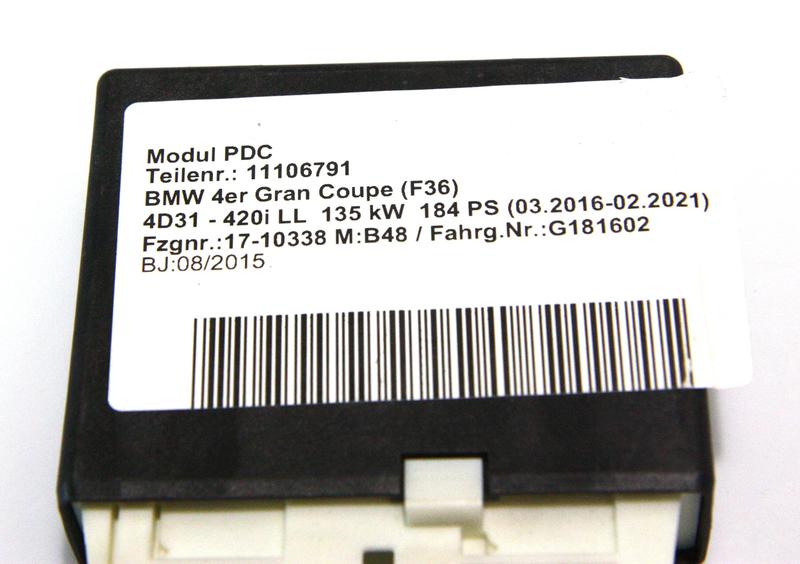 Modul PDC
Teilenr.: 11106791
BMW 4er Gran Coupe (F36)
4D31 - 420i LL 135 kW 184 PS (03.2016-02.2021)
Fzgnr.:17-10338 M:B48 / Fahrg.Nr.:G181602
BJ:08/2015